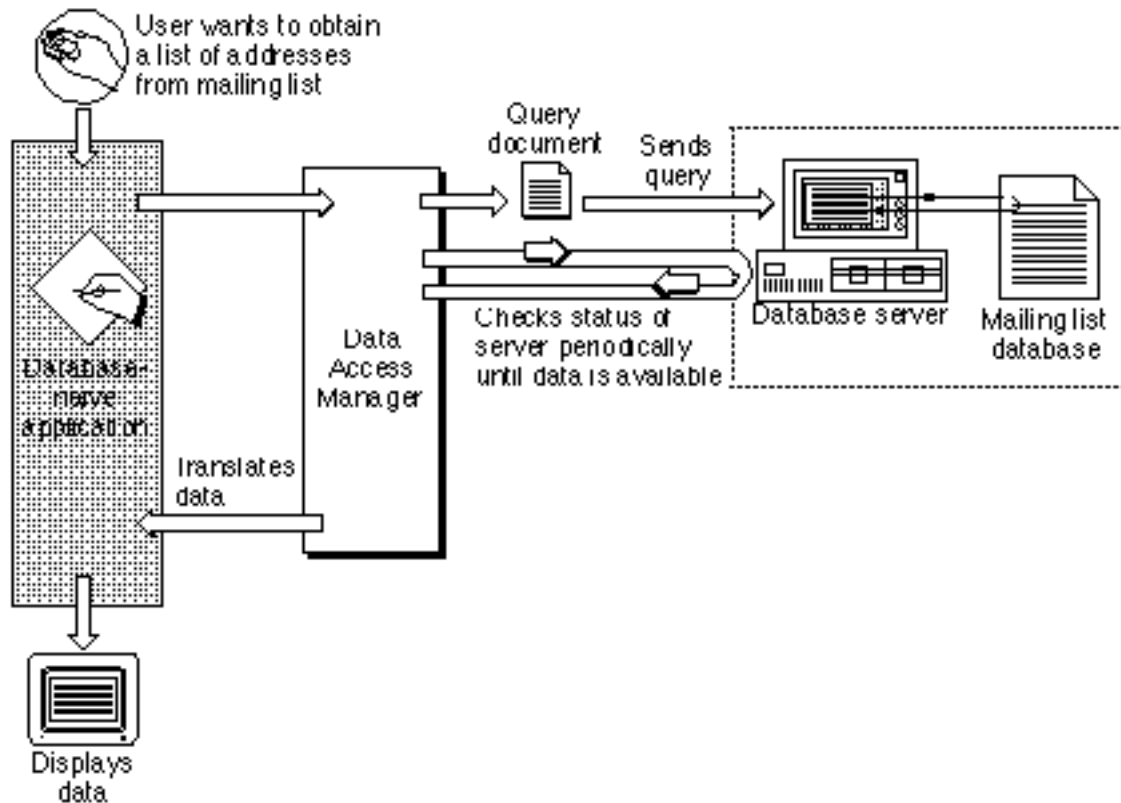 User wants to obtain
a list of addresses
from mailing list
Query
document
Sends
query
Database server
Mailing list
database
Checks status of
server periodically
until data is available
Data
Access
Manager
Database-
naive
application
Translates
data
Displays
data